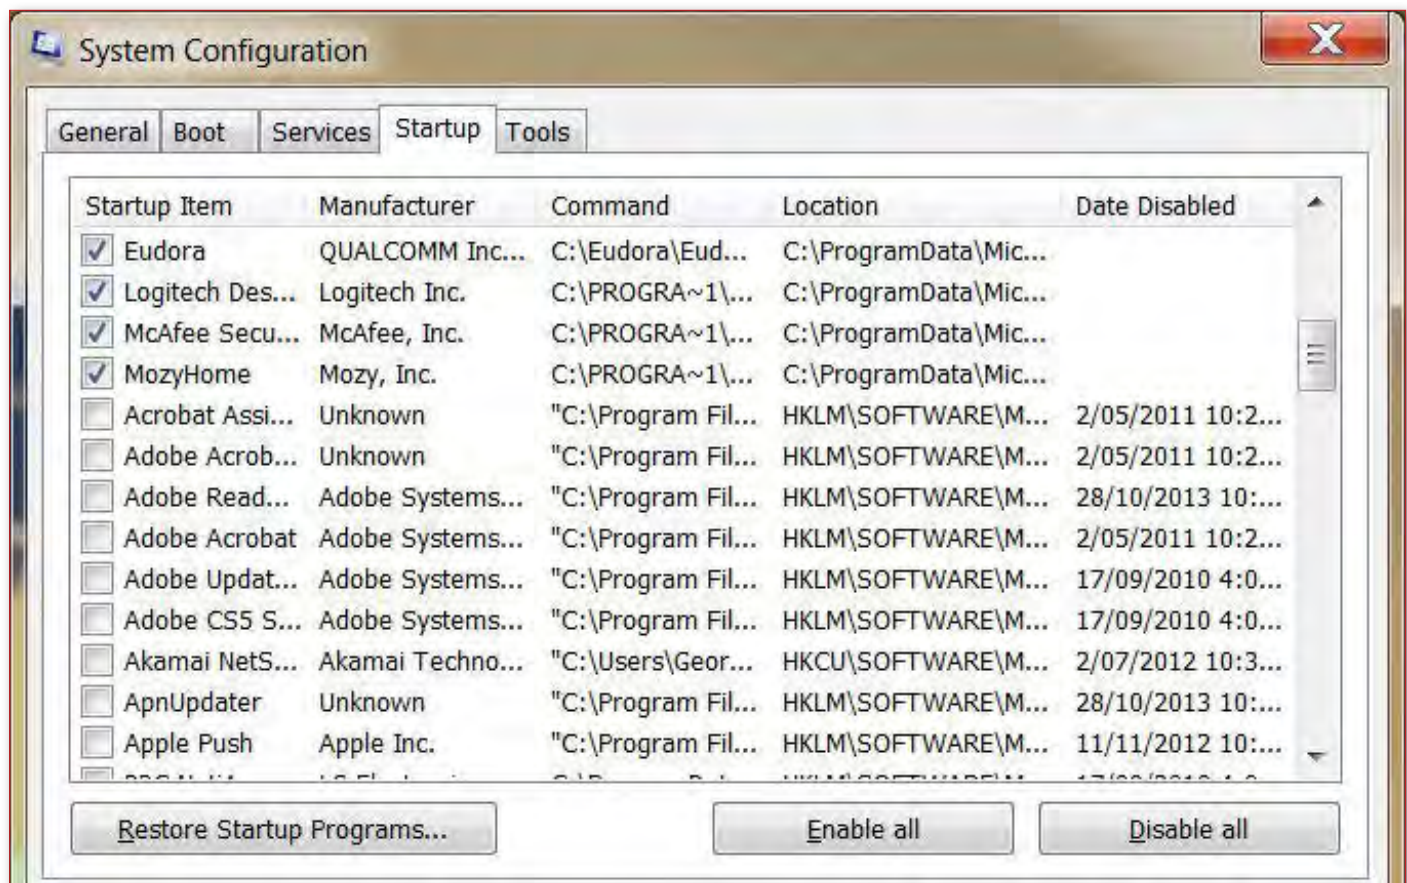 System Configuration
General Boot Services Startup Tools
Startup Item Manufacturer Command Location Date Disabled
Eudora QUALCOMM Inc... C:\Eudora\Eud... C:\ProgramData\Mic...
Logitech Des... Logitech Inc. C:\PROGRA~1\... C:\ProgramData\Mic...
McAfee Secu... McAfee, Inc. C:\PROGRA~1\... C:\ProgramData\Mic...
MozyHome Mozy, Inc. C:\PROGRA~1\... C:\ProgramData\Mic...
Acrobat Assi... Unknown "C:\Program Fil... HKLM\SOFTWARE\M... 2/05/2011 10:2...
Adobe Acrob... Unknown "C:\Program Fil... HKLM\SOFTWARE\M... 2/05/2011 10:2...
Adobe Read... Adobe Systems... "C:\Program Fil... HKLM\SOFTWARE\M... 28/10/2013 10:...
Adobe Acrobat Adobe Systems... "C:\Program Fil... HKLM\SOFTWARE\M... 2/05/2011 10:2...
Adobe Updat... Adobe Systems... "C:\Program Fil... HKLM\SOFTWARE\M... 17/09/2010 4:0...
Adobe CS5 S... Adobe Systems... "C:\Program Fil... HKLM\SOFTWARE\M... 17/09/2010 4:0...
Akamai NetS... Akamai Techno... "C:\Users\Geor... HKCU\SOFTWARE\M... 2/07/2012 10:3...
ApnUpdater Unknown "C:\Program Fil... HKLM\SOFTWARE\M... 28/10/2013 10:...
Apple Push Apple Inc. "C:\Program Fil... HKLM\SOFTWARE\M... 11/11/2012 10:...
Restore Startup Programs... Enable all Disable all